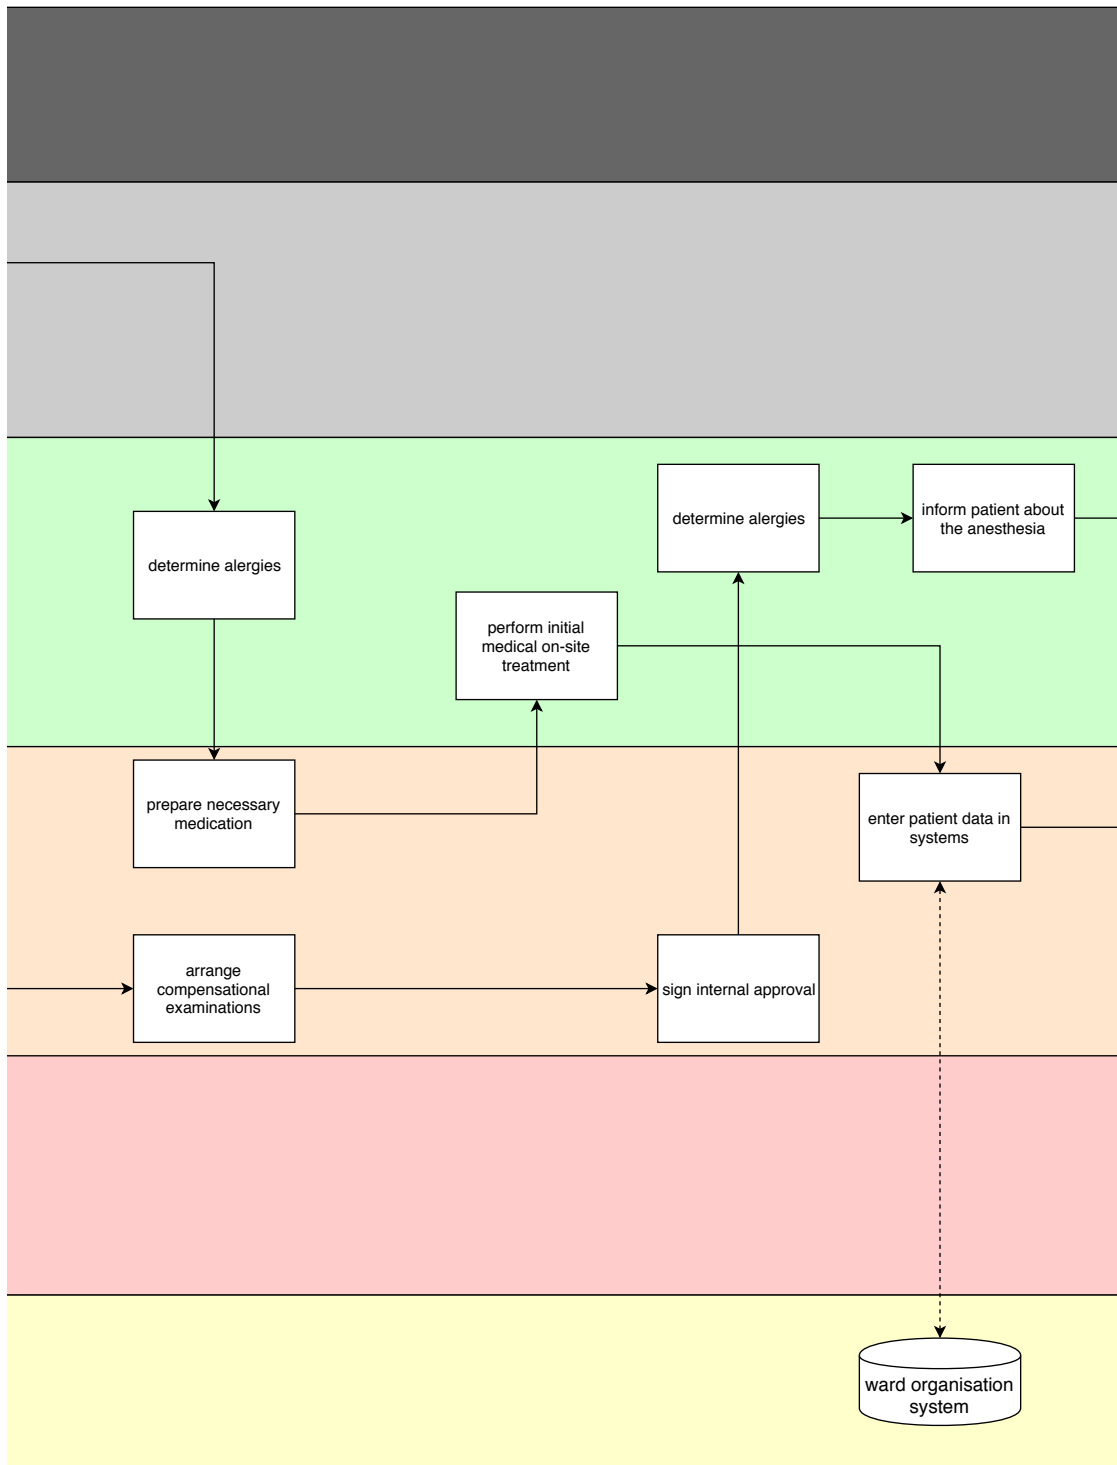 determine alergies
inform patient about
the anesthesia
determine alergies
perform initial
medical on-site
treatment
prepare necessary
medication
enter patient data in
systems
arrange
compensational
examinations
sign internal approval
ward organisation
system